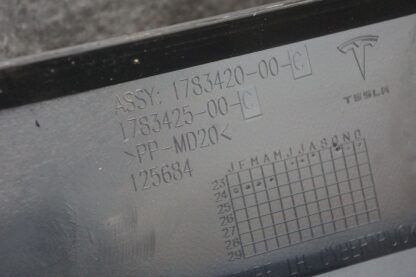 ASSY: 1783420-00-C
1783425-00-C
>PP-MD20<
125684
TESLA
J F M A M J J A S O N D
23
24
25
26
27
28
29